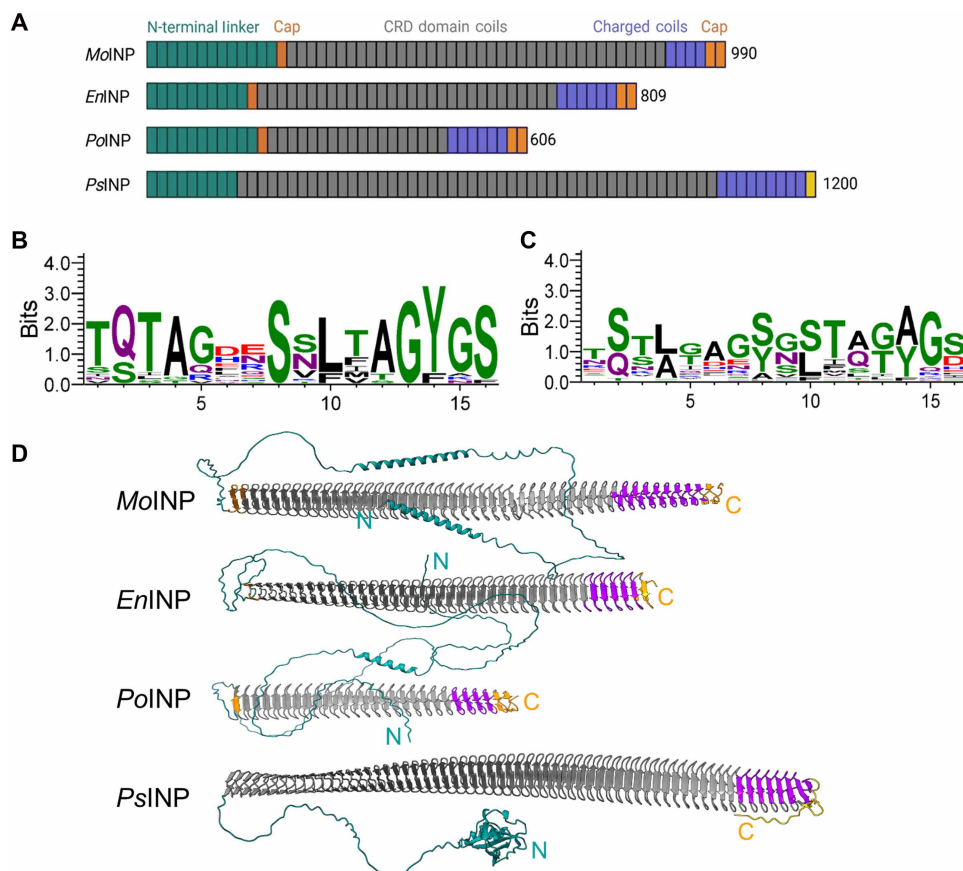 A
N-terminal linker Cap CRD domain coils Charged coils Cap
MoINP 990
EnINP 809
PoINP 606
PsINP 1200
B
Bits
4.0
3.0
2.0
1.0
0.0
5 10 15
TQTAGDESSLTAGYGS
C
Bits
4.0
3.0
2.0
1.0
0.0
5 10 15
D
MoINP N C
EnINP N C
PoINP N C
PsINP N C